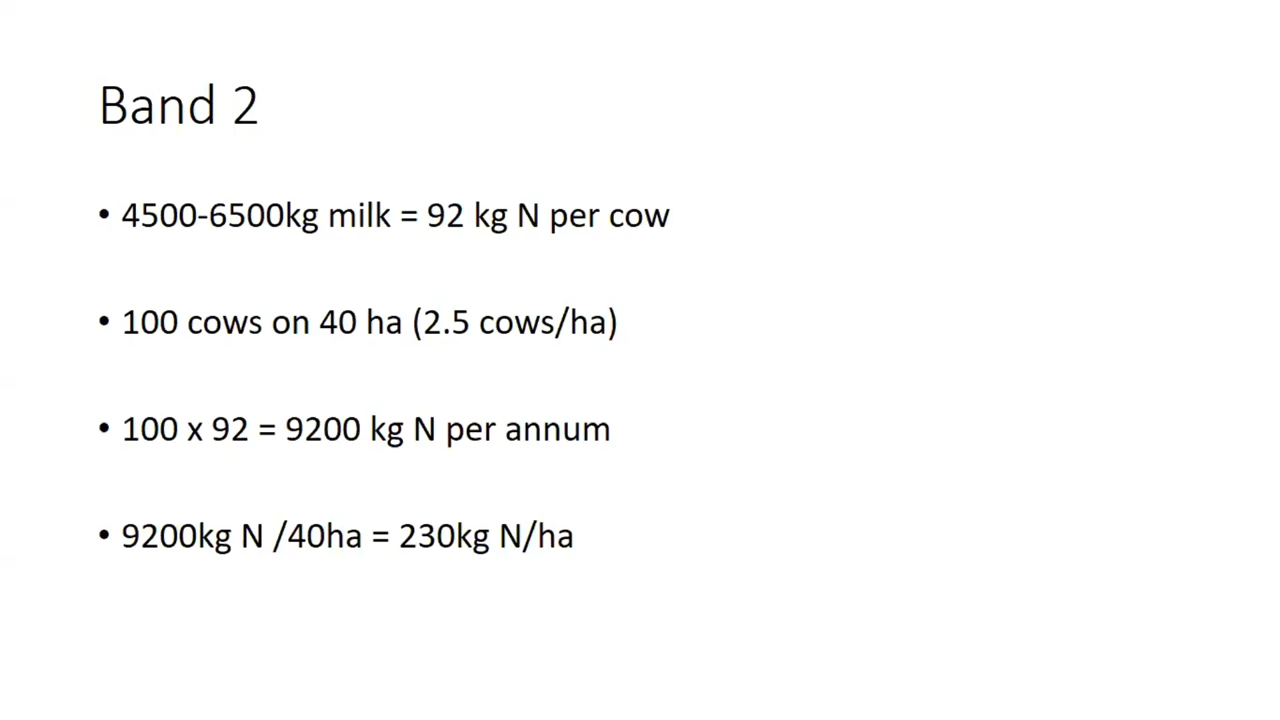 Band 2
• 4500-6500kg milk = 92 kg N per cow
• 100 cows on 40 ha (2.5 cows/ha)
• 100 x 92 = 9200 kg N per annum
• 9200kg N /40ha = 230kg N/ha